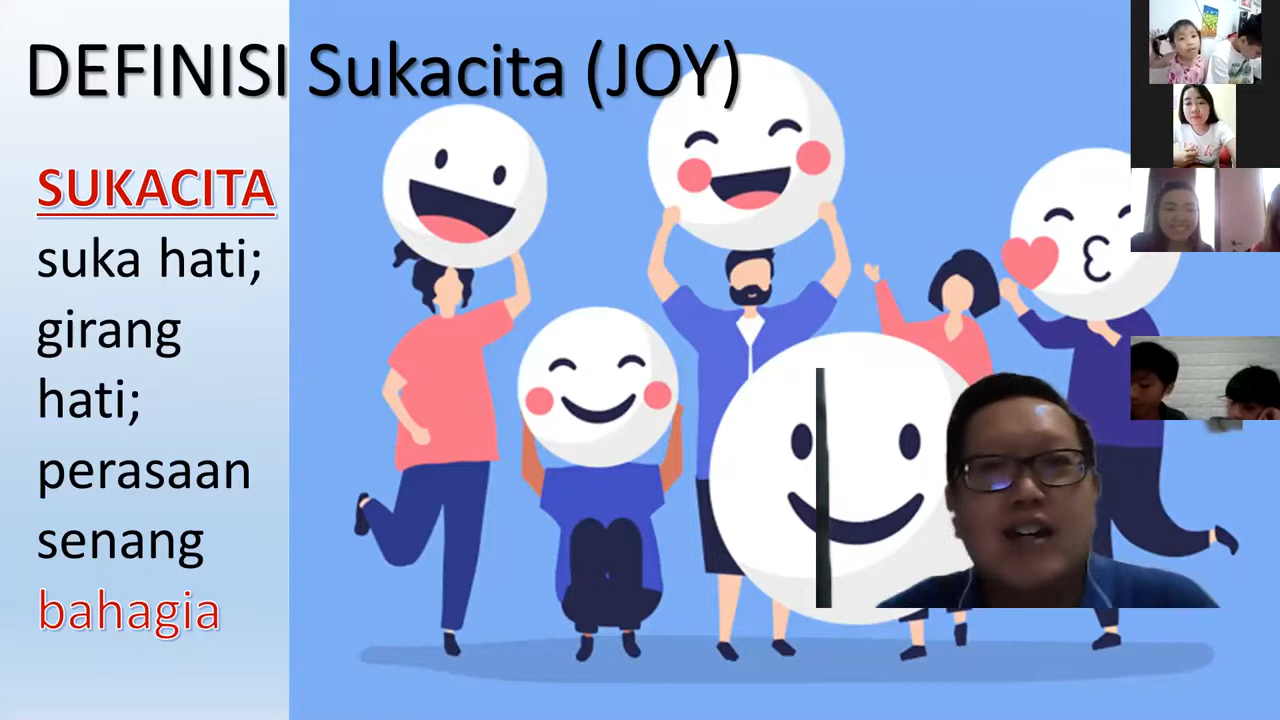 DEFINISI Sukacita (JOY)
SUKACITA
suka hati;
girang
hati;
perasaan
senang
bahagia